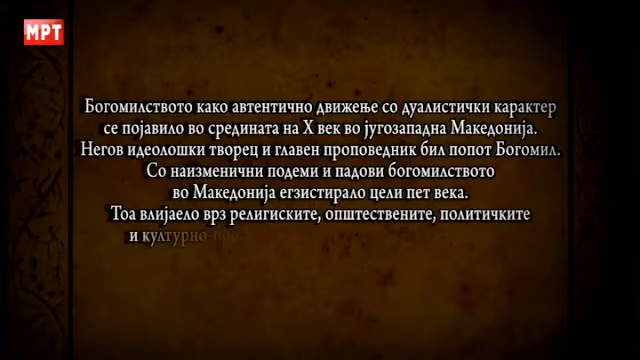 МРТ
Богомилството како автентично движење со дуалистички карактер
се појавило во средината на X век во југозападна Македонија.
Негов идеолошки творец и главен проповедник бил попот Богомил.
Со наизменични подеми и падови богомилството
во Македонија егзистирало цели пет века.
Тоа влијаело врз религиските, општествените, политичките
и културно